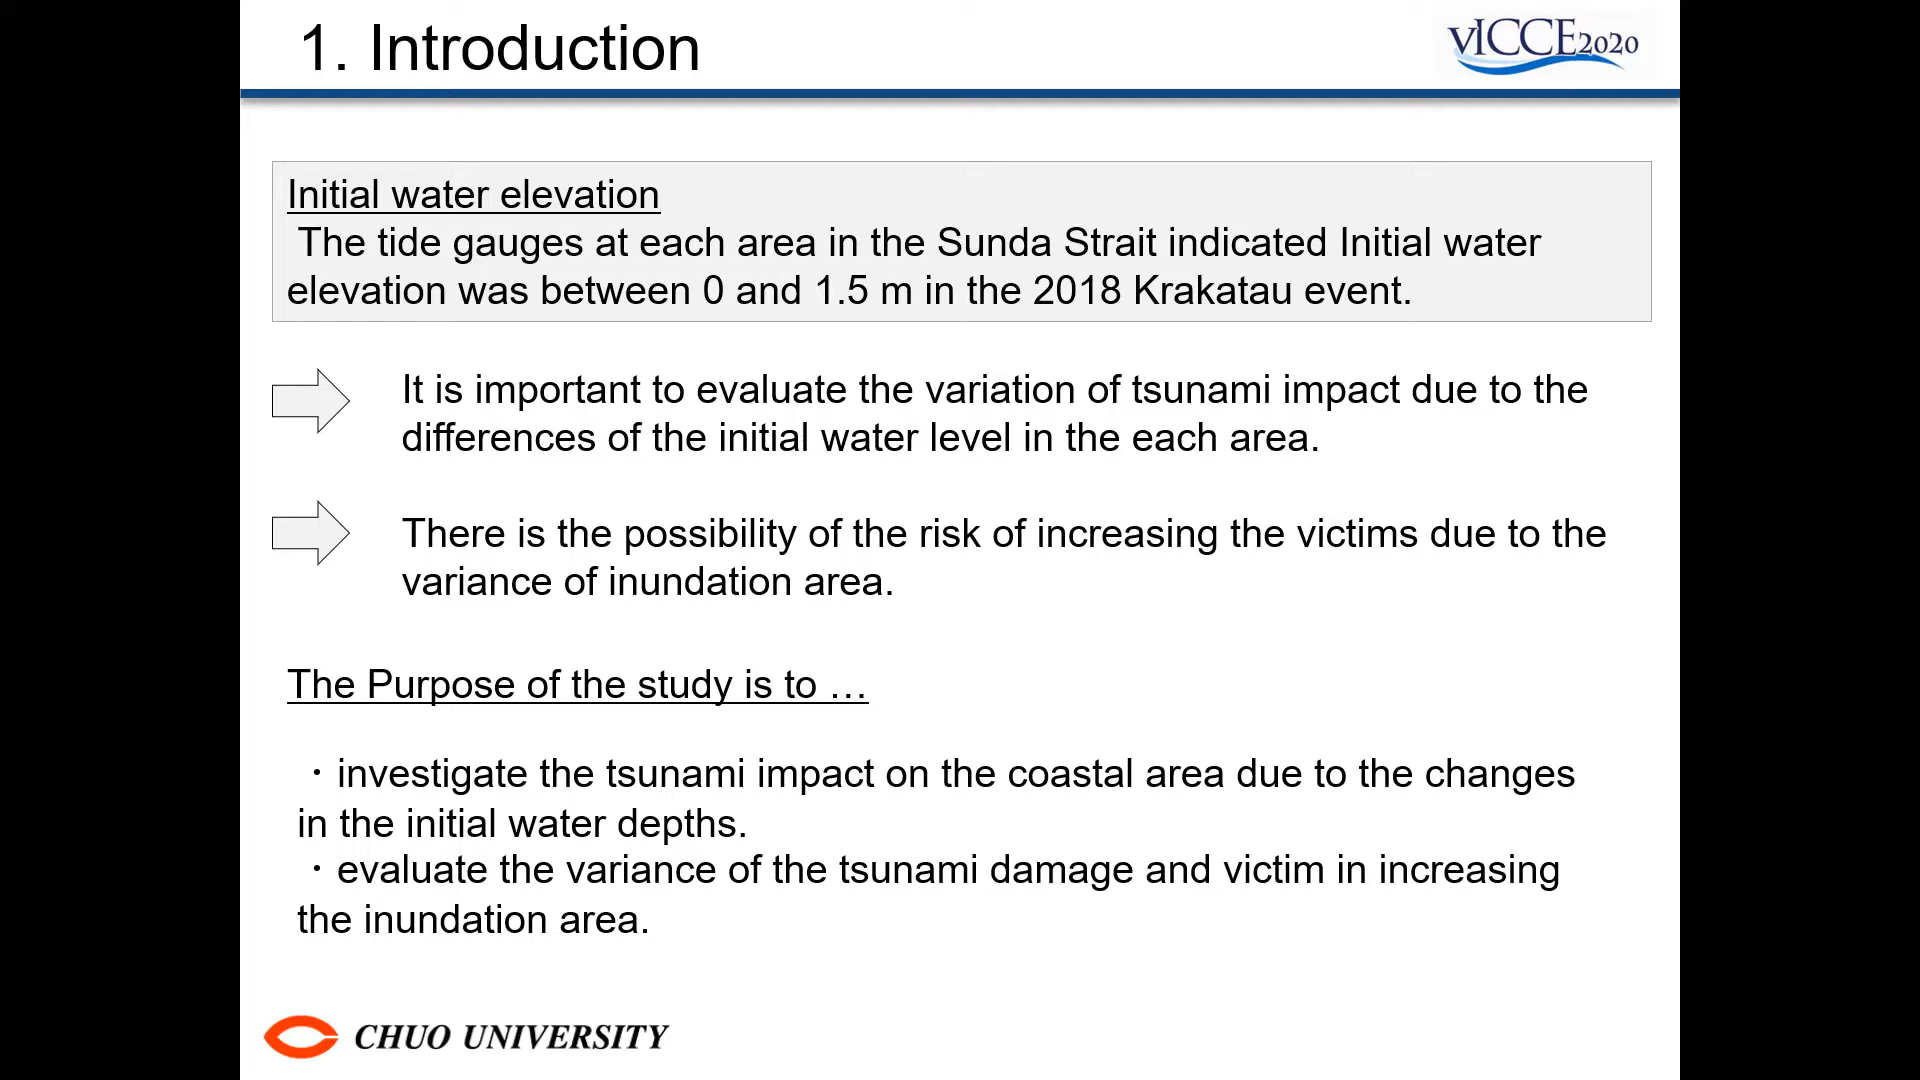 1. Introduction
vICCE2020
Initial water elevation
The tide gauges at each area in the Sunda Strait indicated Initial water
elevation was between 0 and 1.5 m in the 2018 Krakatau event.
It is important to evaluate the variation of tsunami impact due to the
differences of the initial water level in the each area.
There is the possibility of the risk of increasing the victims due to the
variance of inundation area.
The Purpose of the study is to …
・investigate the tsunami impact on the coastal area due to the changes
in the initial water depths.
・evaluate the variance of the tsunami damage and victim in increasing
the inundation area.
CHUO UNIVERSITY